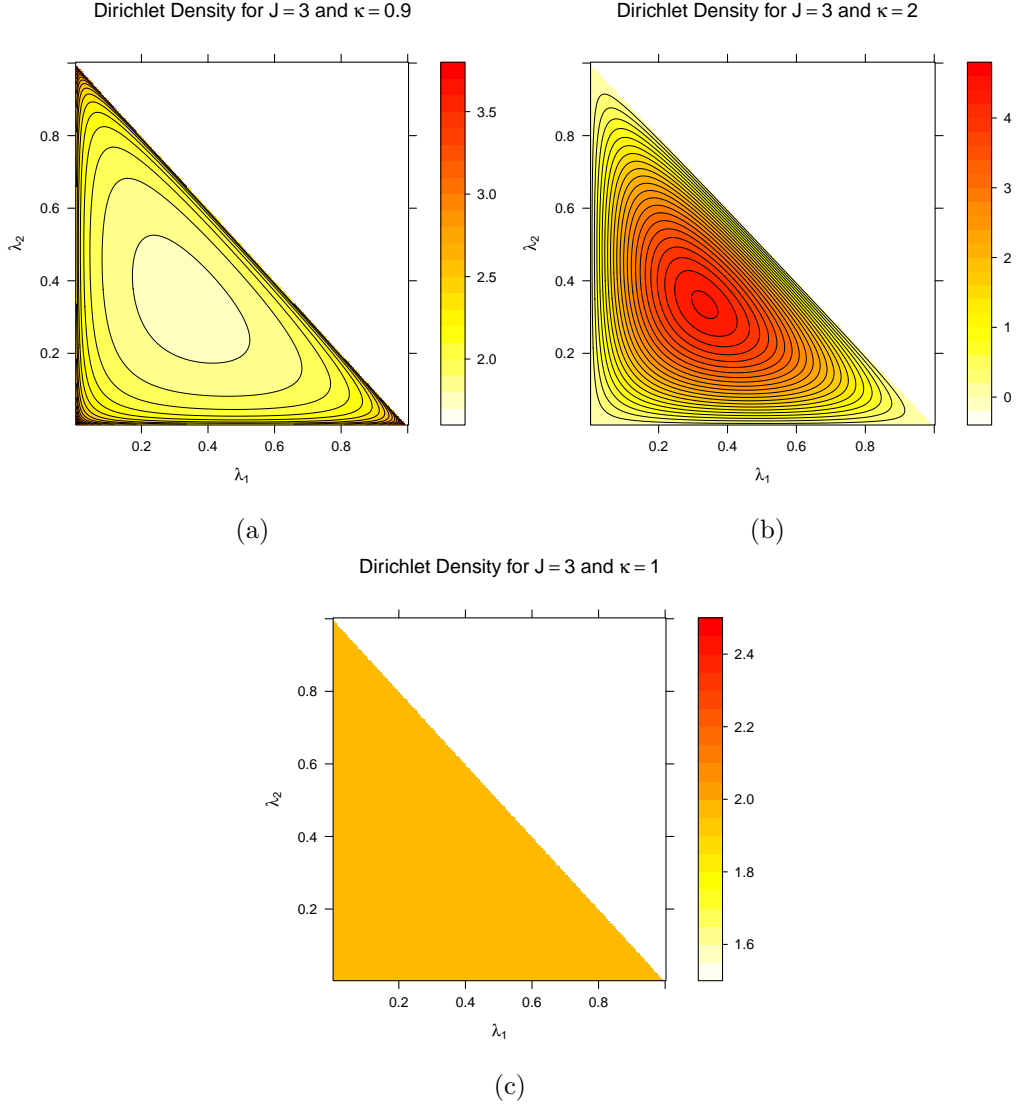 Dirichlet Density for J = 3 and κ = 0.9
Dirichlet Density for J = 3 and κ = 2
0.8
0.6
0.4
0.2
λ2
0.2 0.4 0.6 0.8
λ1
3.5
3.0
2.5
2.0
0.8
0.6
0.4
0.2
λ2
0.2 0.4 0.6 0.8
λ1
4
3
2
1
0
(a)
(b)
Dirichlet Density for J = 3 and κ = 1
0.8
0.6
0.4
0.2
λ2
0.2 0.4 0.6 0.8
λ1
2.4
2.2
2.0
1.8
1.6
(c)